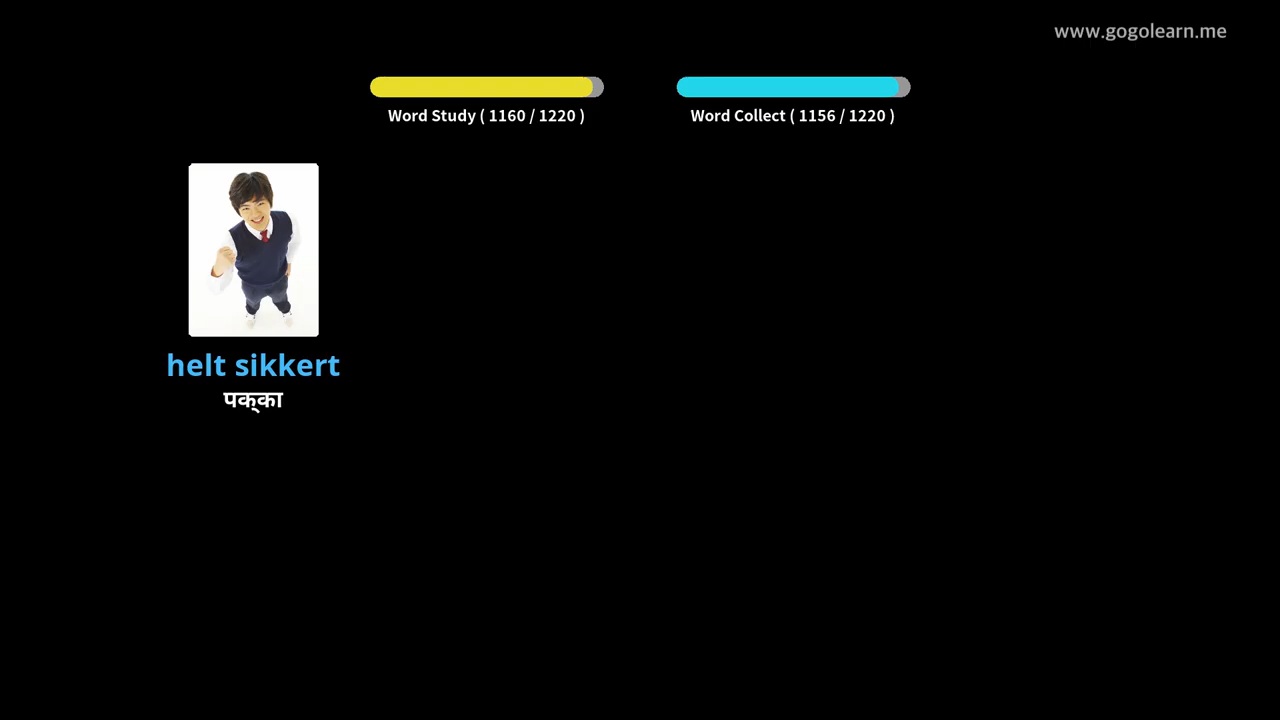 www.gogolearn.me
Word Study ( 1160 / 1220 )
Word Collect ( 1156 / 1220 )
helt sikkert
पक्‌का